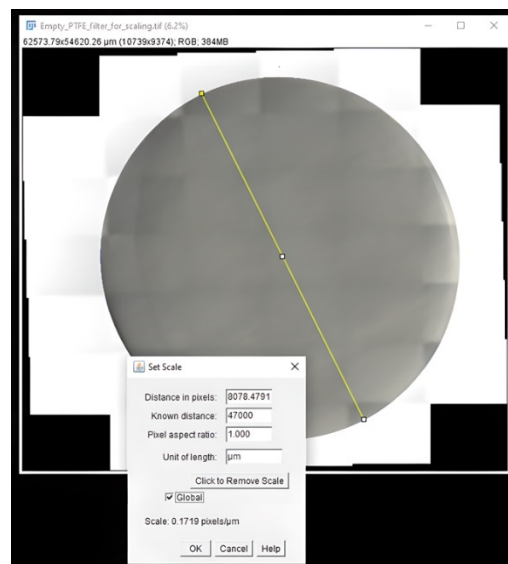 Empty_PTFE_filter_for_scaling.tif (6.2%)
62573.79x54620.26 µm (10739x9374); RGB; 384MB
Set Scale
Distance in pixels: 8078.4791
Known distance: 47000
Pixel aspect ratio: 1.000
Unit of length: µm
Click to Remove Scale
Global
Scale: 0.1719 pixels/µm
OK Cancel Help